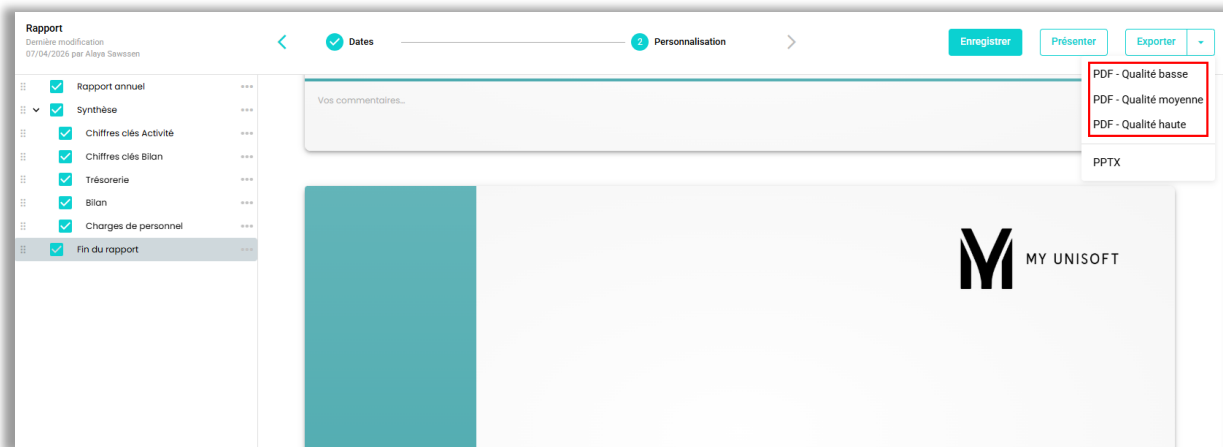 Rapport
Dernière modification
07/04/2026 par Alaya Sawssen
Dates
2 Personnalisation
Enregistrer
Présenter
Exporter
PDF - Qualité basse
PDF - Qualité moyenne
PDF - Qualité haute
PPTX
Rapport annuel
Synthèse
Chiffres clés Activité
Chiffres clés Bilan
Trésorerie
Bilan
Charges de personnel
Fin du rapport
Vos commentaires...
MY UNISOFT